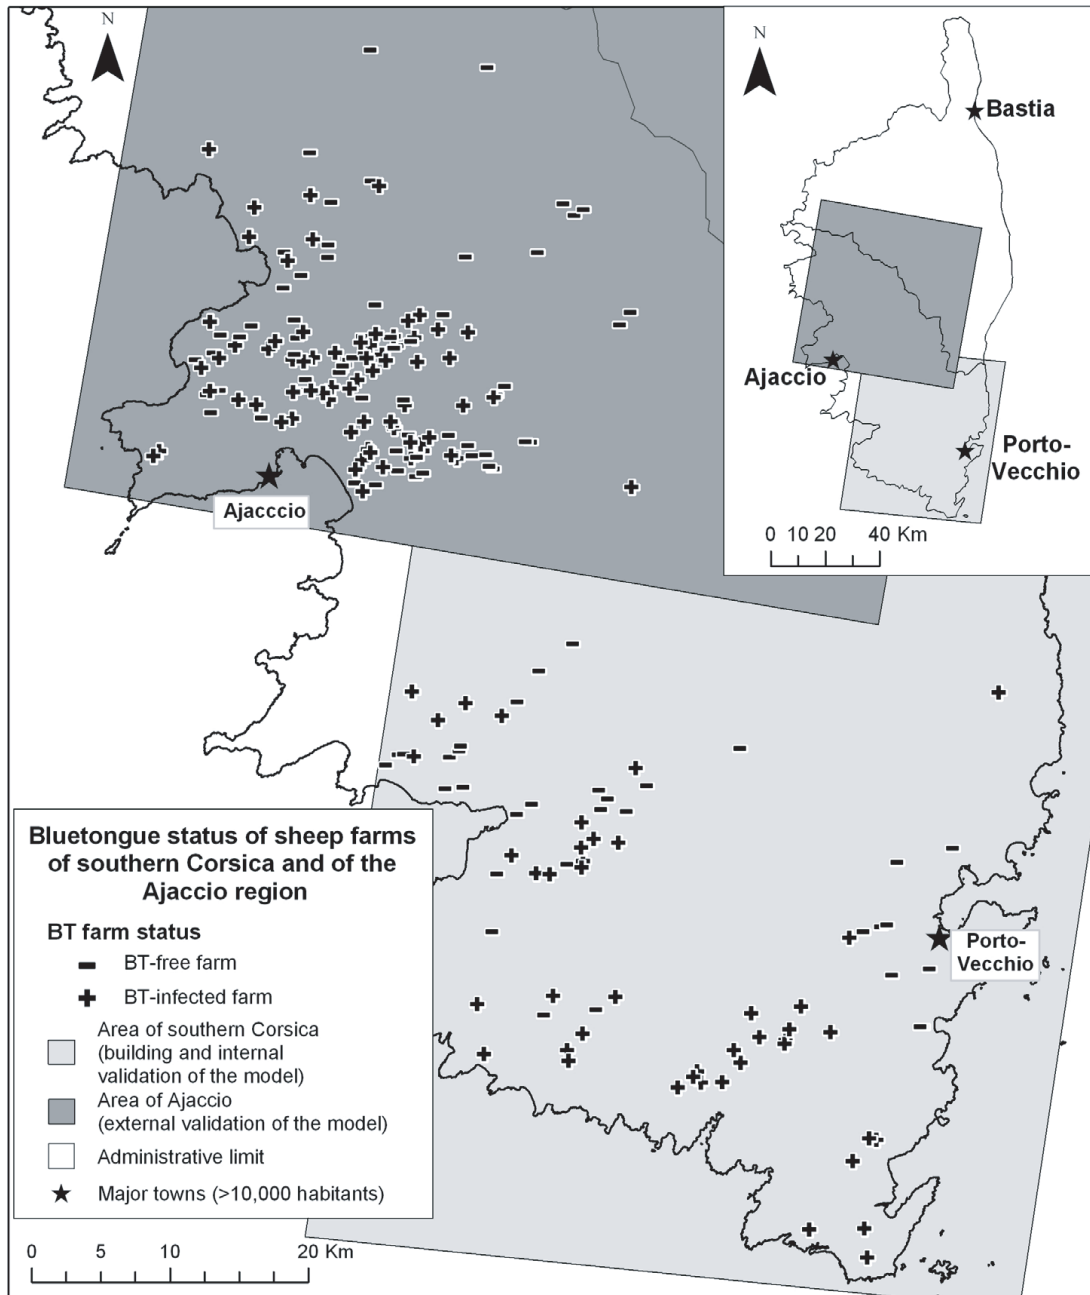 N
N
Bastia
Ajaccio
Porto-
Vecchio
0 10 20 40 Km
Ajacccio
Porto-
Vecchio
Bluetongue status of sheep farms
of southern Corsica and of the
Ajaccio region
BT farm status
BT-free farm
BT-infected farm
Area of southern Corsica
(building and internal
validation of the model)
Area of Ajaccio
(external validation of the model)
Administrative limit
Major towns (>10,000 habitants)
0 5 10 20 Km